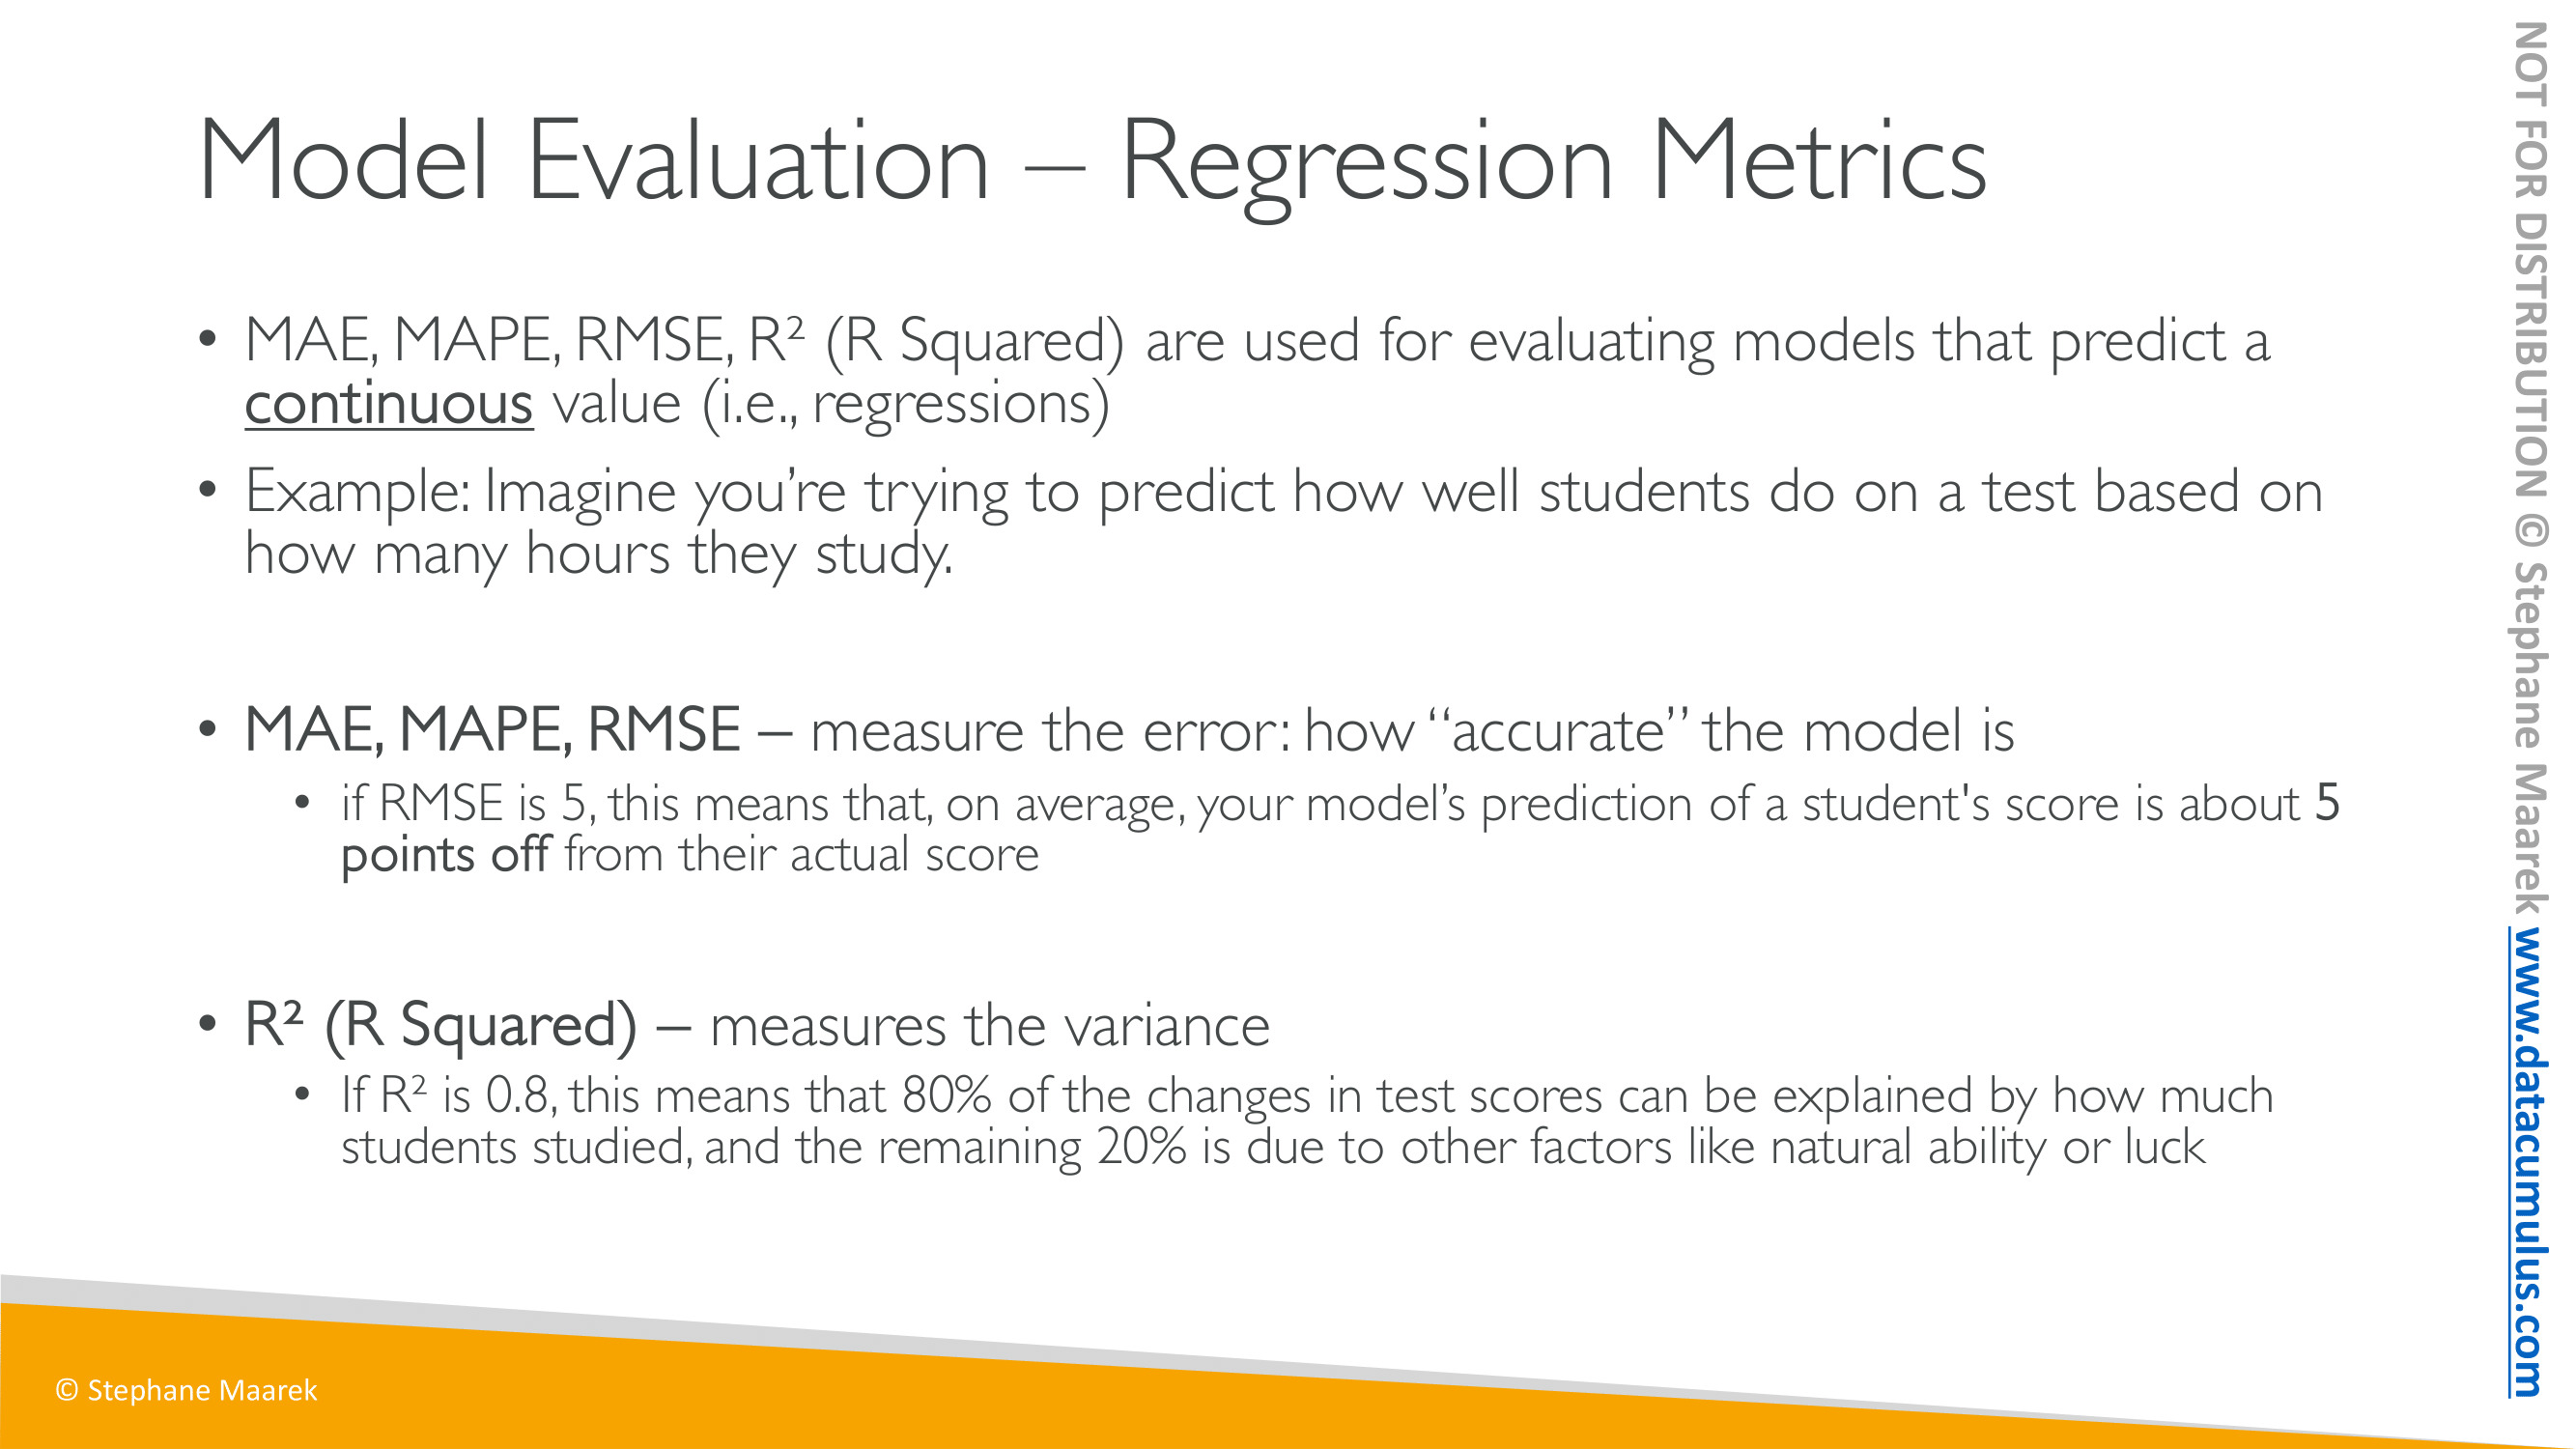 Model Evaluation – Regression Metrics
• MAE, MAPE, RMSE, R² (R Squared) are used for evaluating models that predict a
continuous value (i.e., regressions)
• Example: Imagine you’re trying to predict how well students do on a test based on
how many hours they study.
• MAE, MAPE, RMSE – measure the error: how “accurate” the model is
• if RMSE is 5, this means that, on average, your model’s prediction of a student's score is about 5
points off from their actual score
• R² (R Squared) – measures the variance
• If R² is 0.8, this means that 80% of the changes in test scores can be explained by how much
students studied, and the remaining 20% is due to other factors like natural ability or luck
© Stephane Maarek
NOT FOR DISTRIBUTION © Stephane Maarek www.datacumulus.com